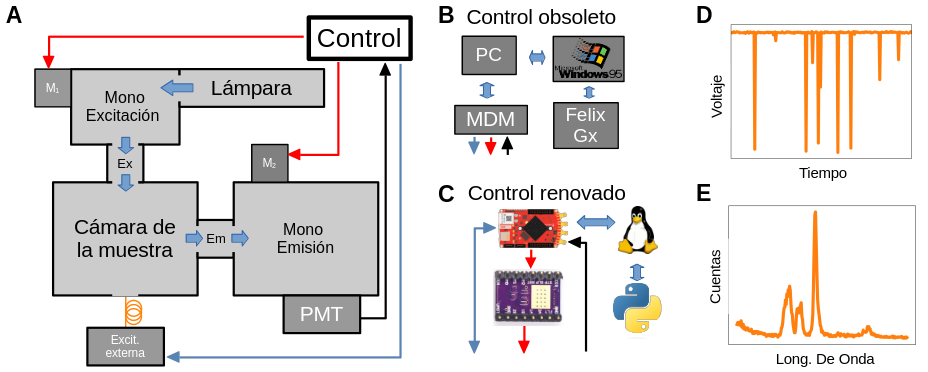 A
Control
M₁
Mono
Excitación
Lámpara
Ex
M₂
Cámara de
la muestra
Em
Mono
Emisión
PMT
Excit.
externa
B
Control obsoleto
PC
Microsoft
Windows 95
MDM
Felix
Gx
C
Control renovado
D
Voltaje
Tiempo
E
Cuentas
Long. De Onda